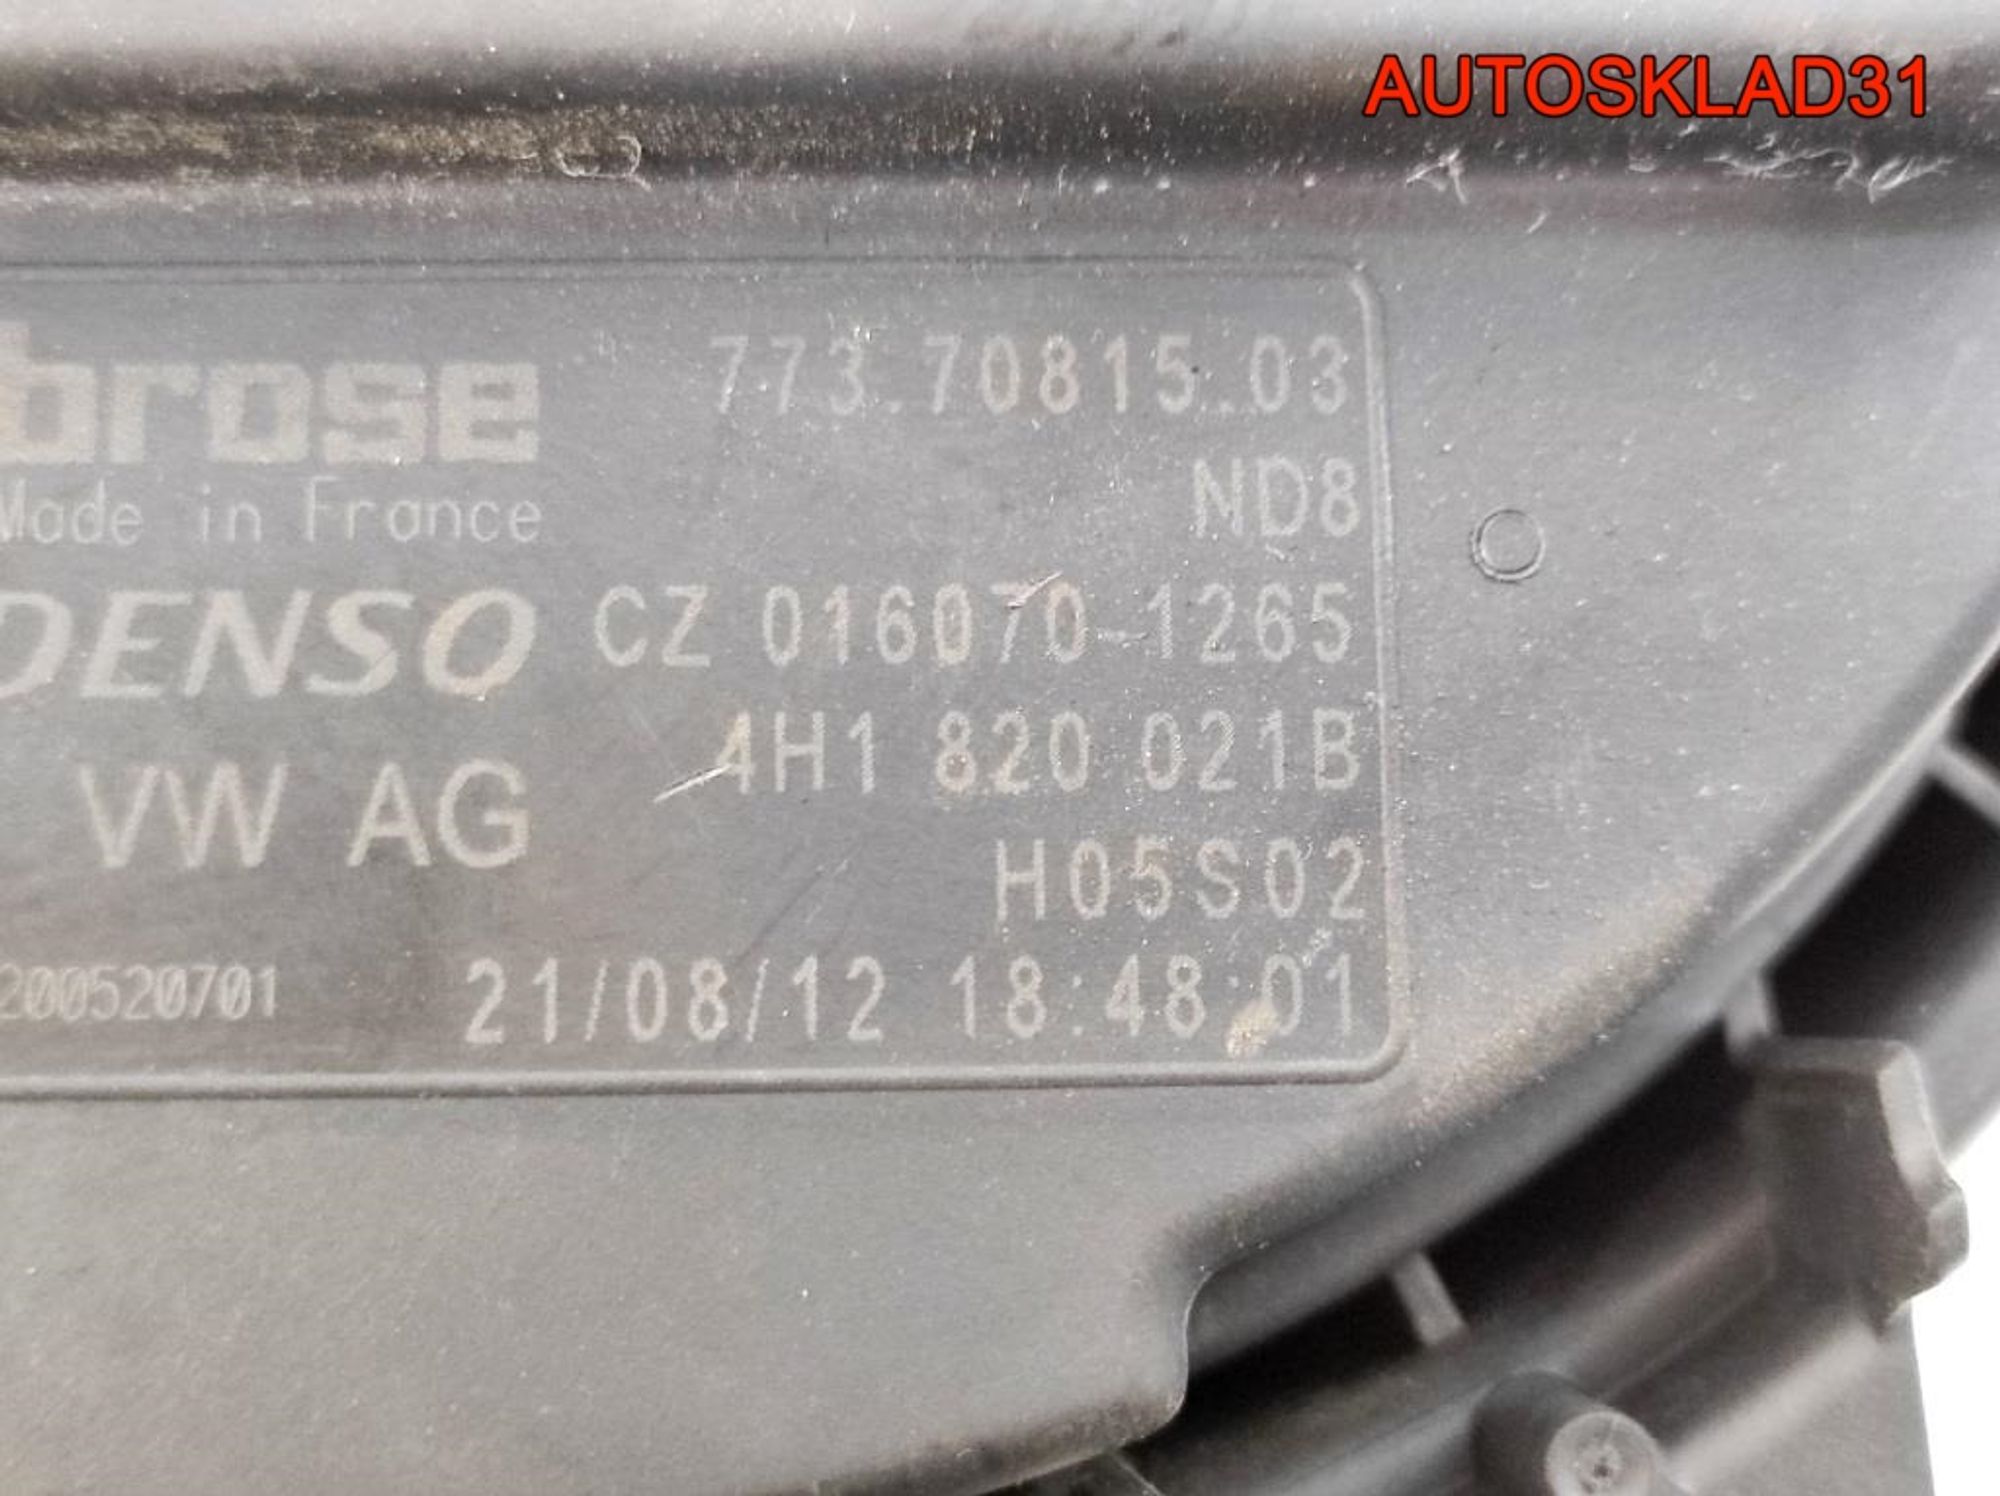 AUTOSKLAD31
brose 773.70815.03
Made in France ND8
DENSO CZ 016070-1265
VW AG 4H1 820 021B
H05S02
200520701 21/08/12 18:48:01